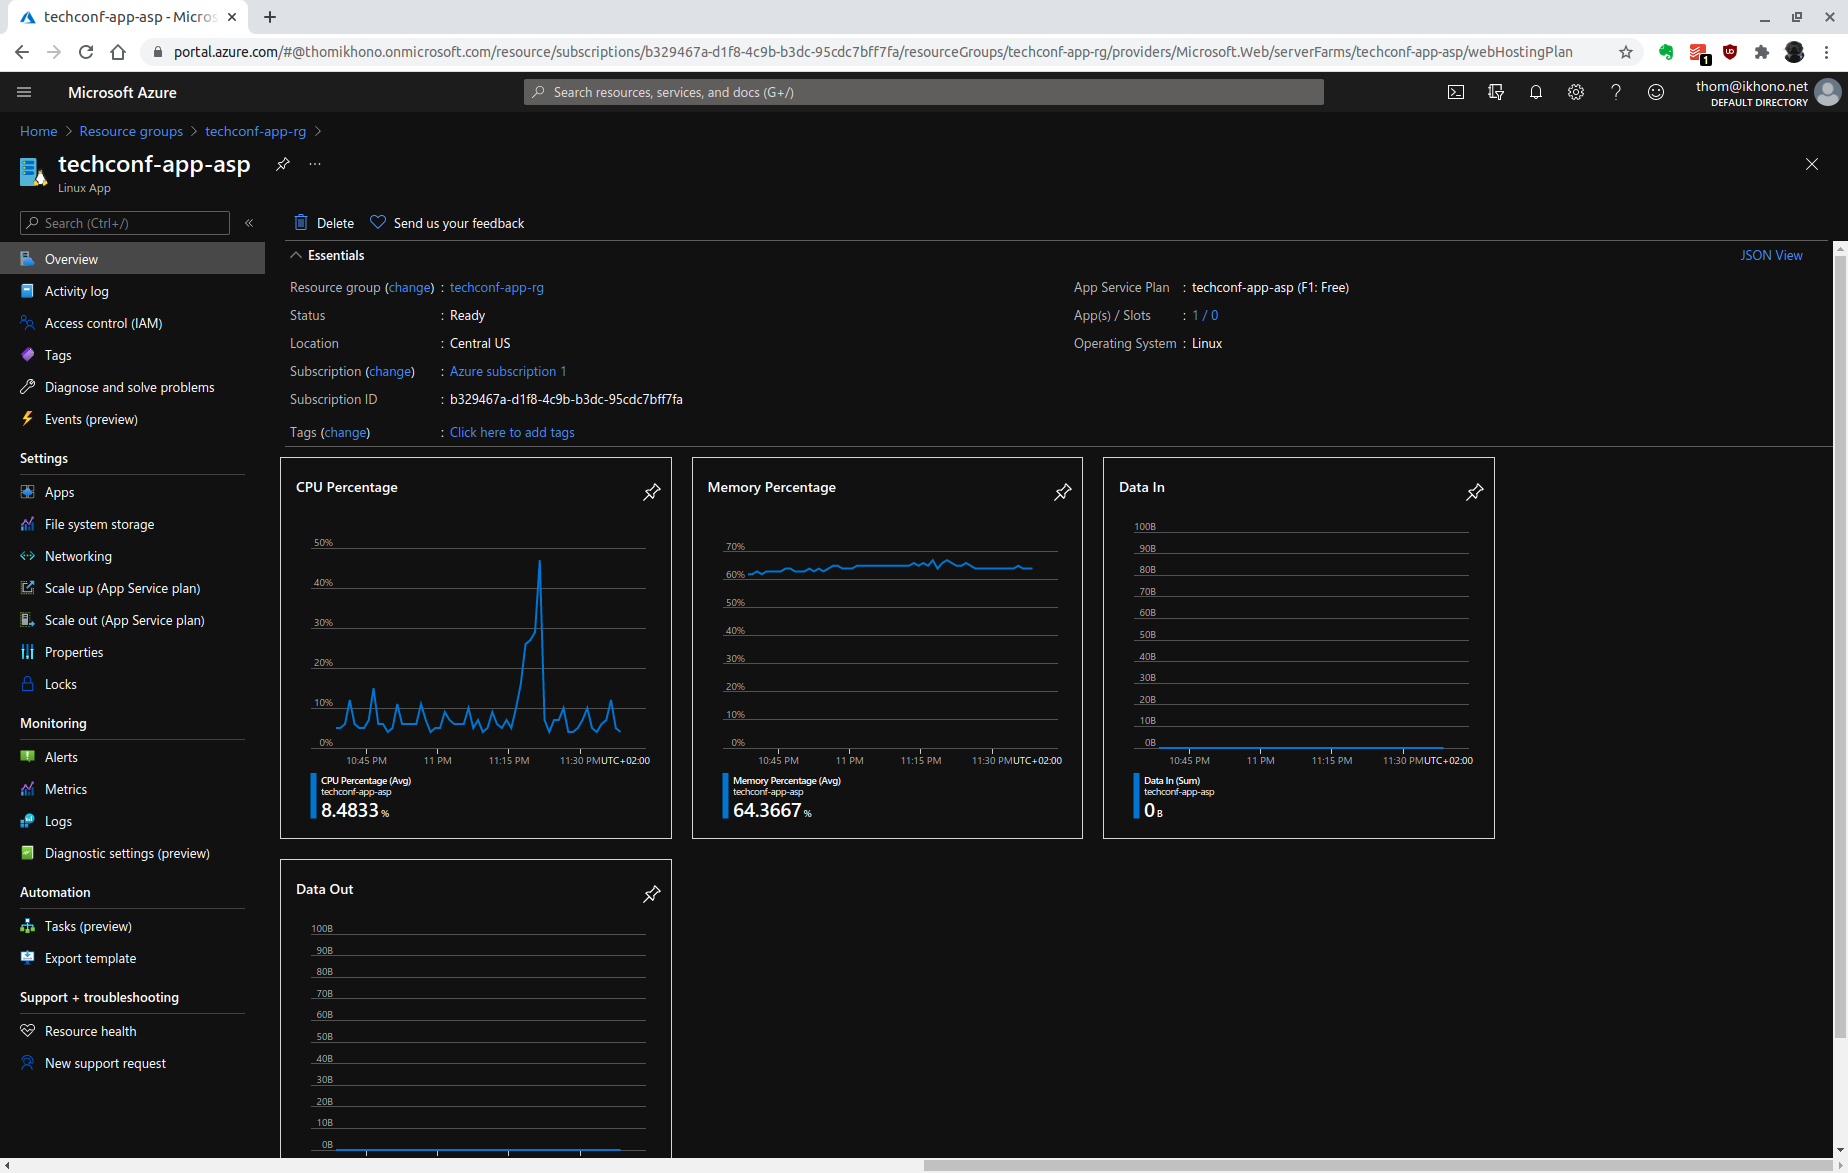 techconf-app-asp - Micros
portal.azure.com/#@thomikhono.onmicrosoft.com/resource/subscriptions/b329467a-d1f8-4c9b-b3dc-95cdc7bff7fa/resourceGroups/techconf-app-rg/providers/Microsoft.Web/serverFarms/techconf-app-asp/webHostingPlan
1
Microsoft Azure
Search resources, services, and docs (G+/)
thom@ikhono.net
DEFAULT DIRECTORY
Home > Resource groups > techconf-app-rg >
techconf-app-asp
Linux App
Search (Ctrl+/)
Overview
Activity log
Access control (IAM)
Tags
Diagnose and solve problems
Events (preview)
Settings
Apps
File system storage
Networking
Scale up (App Service plan)
Scale out (App Service plan)
Properties
Locks
Monitoring
Alerts
Metrics
Logs
Diagnostic settings (preview)
Automation
Tasks (preview)
Export template
Support + troubleshooting
Resource health
New support request
Delete
Send us your feedback
Essentials
JSON View
Resource group (change) : techconf-app-rg
Status : Ready
Location : Central US
Subscription (change) : Azure subscription 1
Subscription ID : b329467a-d1f8-4c9b-b3dc-95cdc7bff7fa
Tags (change) : Click here to add tags
App Service Plan : techconf-app-asp (F1: Free)
App(s) / Slots : 1 / 0
Operating System : Linux
CPU Percentage
50%
40%
30%
20%
10%
0%
10:45 PM 11 PM 11:15 PM 11:30 PM UTC+02:00
CPU Percentage (Avg)
techconf-app-asp
8.4833 %
Memory Percentage
70%
60%
50%
40%
30%
20%
10%
0%
10:45 PM 11 PM 11:15 PM 11:30 PM UTC+02:00
Memory Percentage (Avg)
techconf-app-asp
64.3667 %
Data In
100B
90B
80B
70B
60B
50B
40B
30B
20B
10B
0B
10:45 PM 11 PM 11:15 PM 11:30 PM UTC+02:00
Data In (Sum)
techconf-app-asp
0 B
Data Out
100B
90B
80B
70B
60B
50B
40B
30B
20B
10B
0B